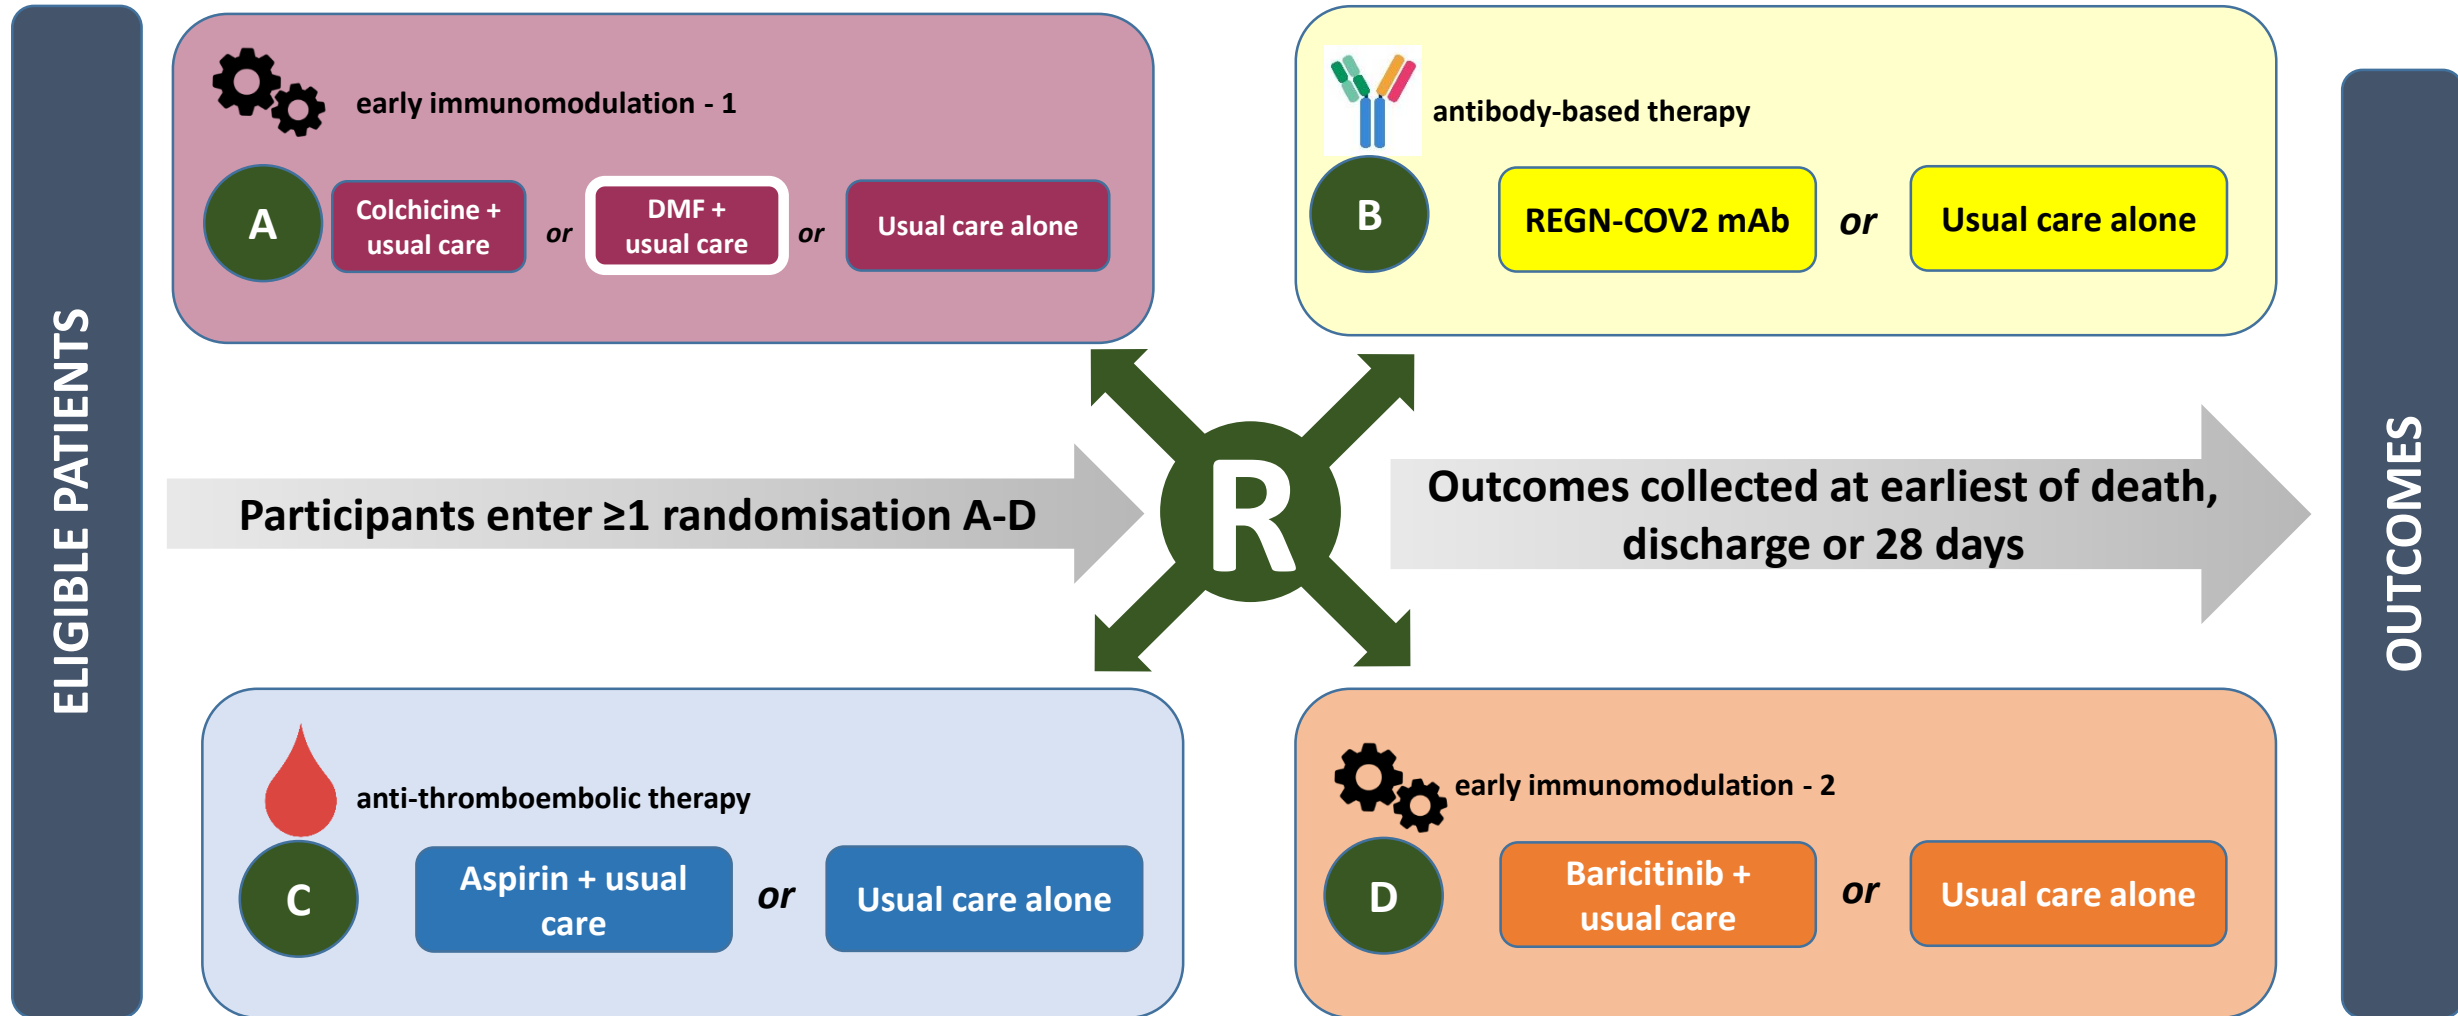 ELIGIBLE PATIENTS
early immunomodulation - 1
A
Colchicine +
usual care
or
DMF +
usual care
or
Usual care alone
antibody-based therapy
B
REGN-COV2 mAb
or
Usual care alone
Participants enter ≥1 randomisation A-D
R
Outcomes collected at earliest of death,
discharge or 28 days
anti-thromboembolic therapy
C
Aspirin + usual
care
or
Usual care alone
early immunomodulation - 2
D
Baricitinib +
usual care
or
Usual care alone
OUTCOMES